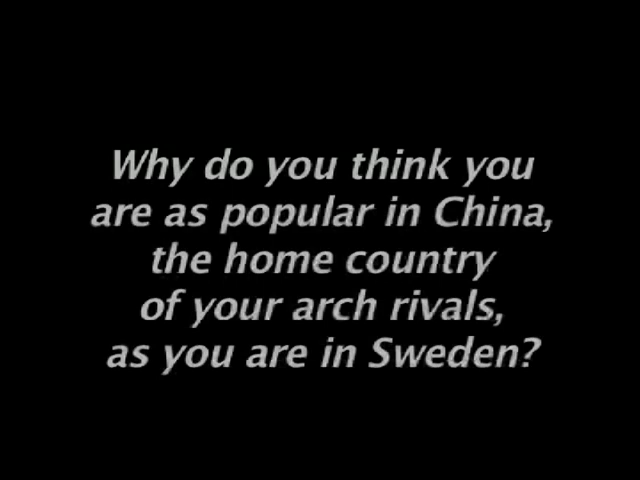 Why do you think you
are as popular in China,
the home country
of your arch rivals,
as you are in Sweden?